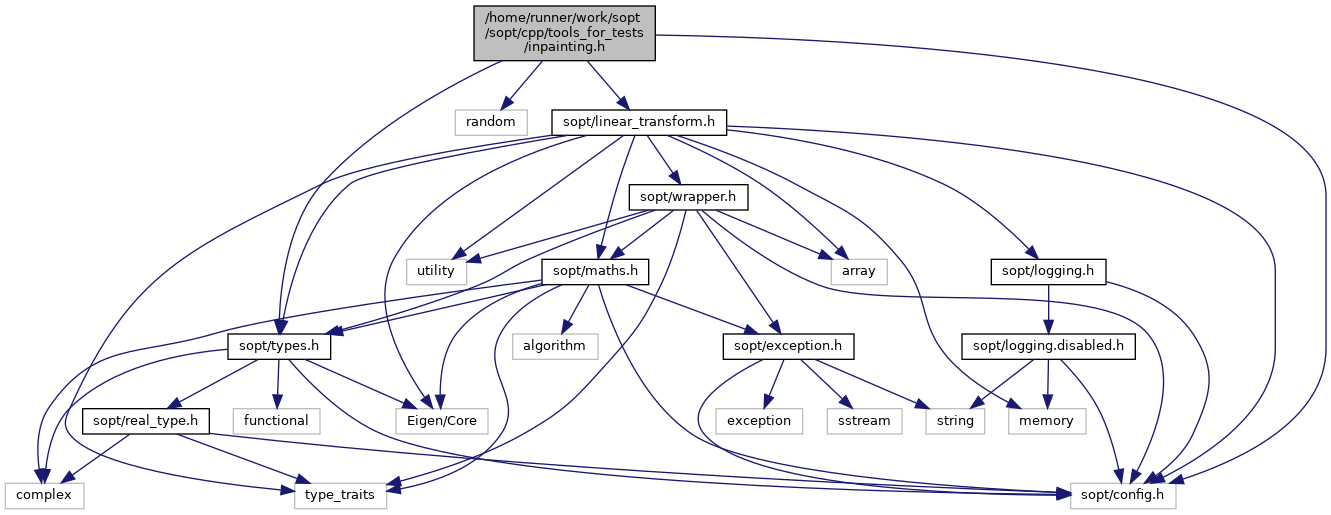 /home/runner/work/sopt
/sopt/cpp/tools_for_tests
/inpainting.h
random
sopt/linear_transform.h
sopt/wrapper.h
utility
sopt/maths.h
array
sopt/logging.h
sopt/types.h
algorithm
sopt/exception.h
sopt/logging.disabled.h
sopt/real_type.h
functional
Eigen/Core
exception
sstream
string
memory
complex
type_traits
sopt/config.h